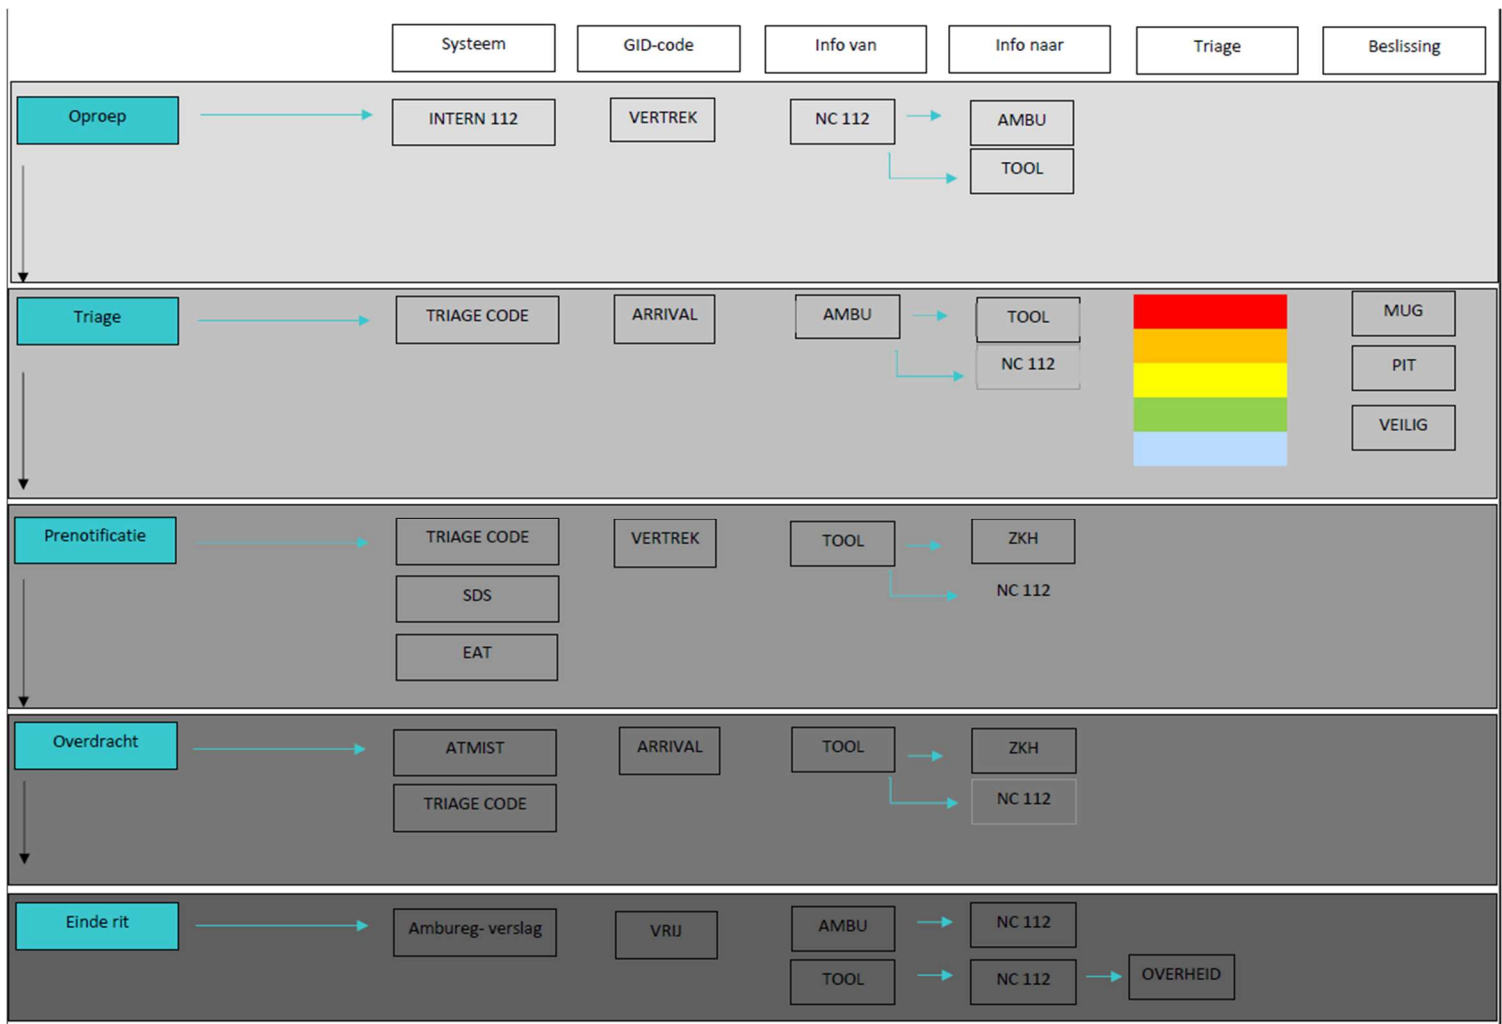 Systeem
GID-code
Info van
Info naar
Triage
Beslissing
Oproep
INTERN 112
VERTREK
NC 112
AMBU
TOOL
Triage
TRIAGE CODE
ARRIVAL
AMBU
TOOL
NC 112
MUG
PIT
VEILIG
Prenotificatie
TRIAGE CODE
SDS
EAT
VERTREK
TOOL
ZKH
NC 112
Overdracht
ATMIST
TRIAGE CODE
ARRIVAL
TOOL
ZKH
NC 112
Einde rit
Ambureg- verslag
VRIJ
AMBU
NC 112
TOOL
NC 112
OVERHEID